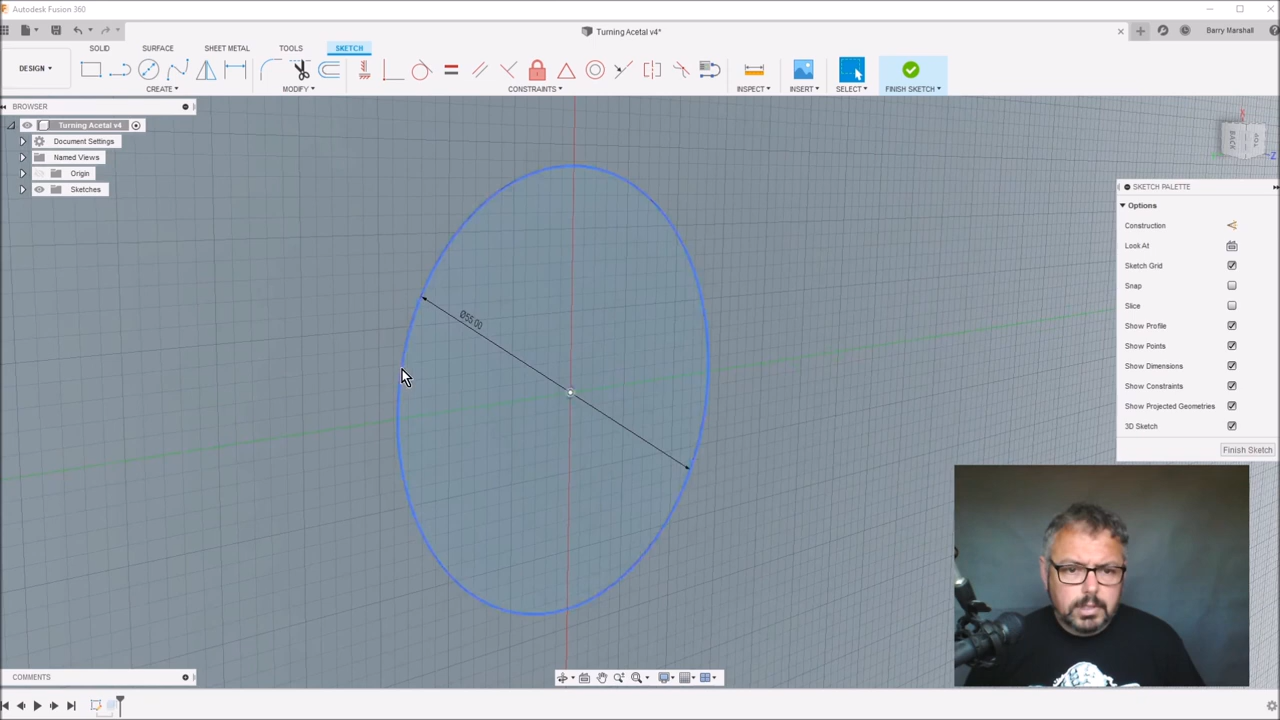 Autodesk Fusion 360
Turning Acetal v4*
Barry Marshall
SOLID SURFACE SHEET METAL TOOLS SKETCH
DESIGN
CREATE MODIFY CONSTRAINTS INSPECT INSERT SELECT FINISH SKETCH
BROWSER
Turning Acetal v4
Document Settings
Named Views
Origin
Sketches
Ø55.00
X
BACK
Z
SKETCH PALETTE
Options
Construction
Look At
Sketch Grid
Snap
Slice
Show Profile
Show Points
Show Dimensions
Show Constraints
Show Projected Geometries
3D Sketch
Finish Sketch
COMMENTS